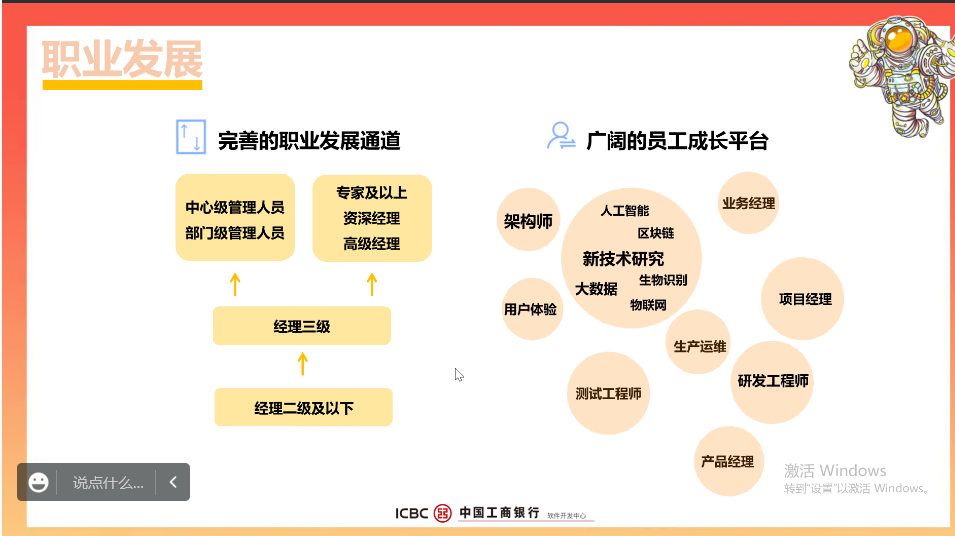 职业发展
完善的职业发展通道
中心级管理人员
部门级管理人员
专家及以上
资深经理
高级经理
经理三级
经理二级及以下
广阔的员工成长平台
架构师
人工智能
区块链
新技术研究
生物识别
大数据
物联网
业务经理
用户体验
项目经理
生产运维
研发工程师
测试工程师
产品经理
说点什么...
激活 Windows
转到"设置"以激活 Windows。
ICBC 中国工商银行 软件开发中心